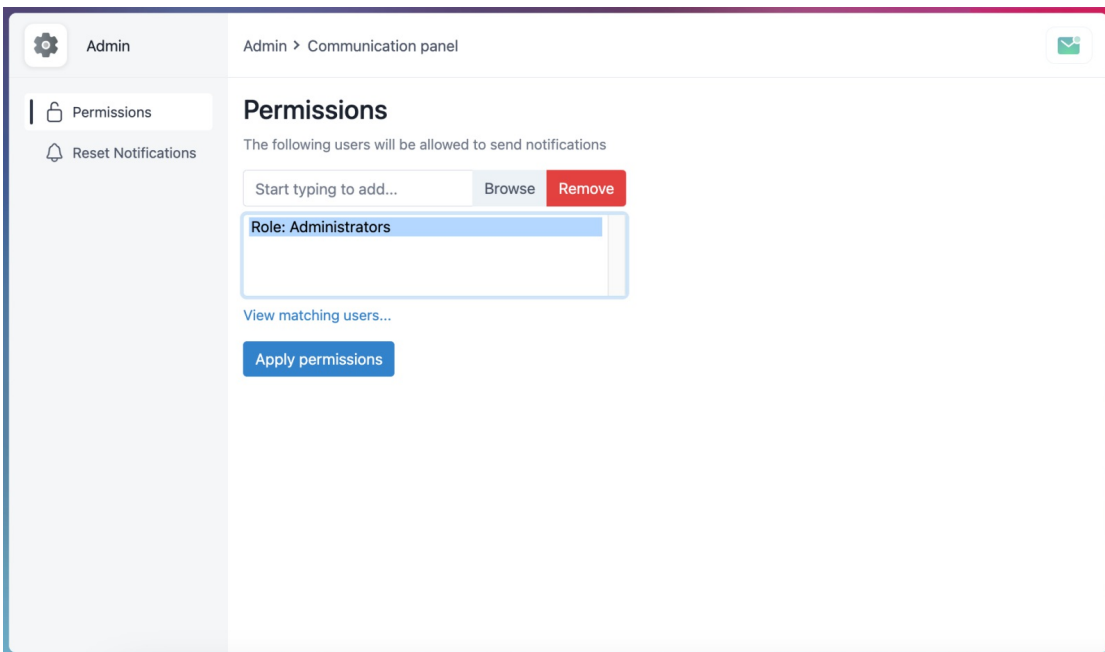 Admin
Admin > Communication panel
Permissions
Reset Notifications
Permissions
The following users will be allowed to send notifications
Start typing to add... Browse Remove
Role: Administrators
View matching users...
Apply permissions